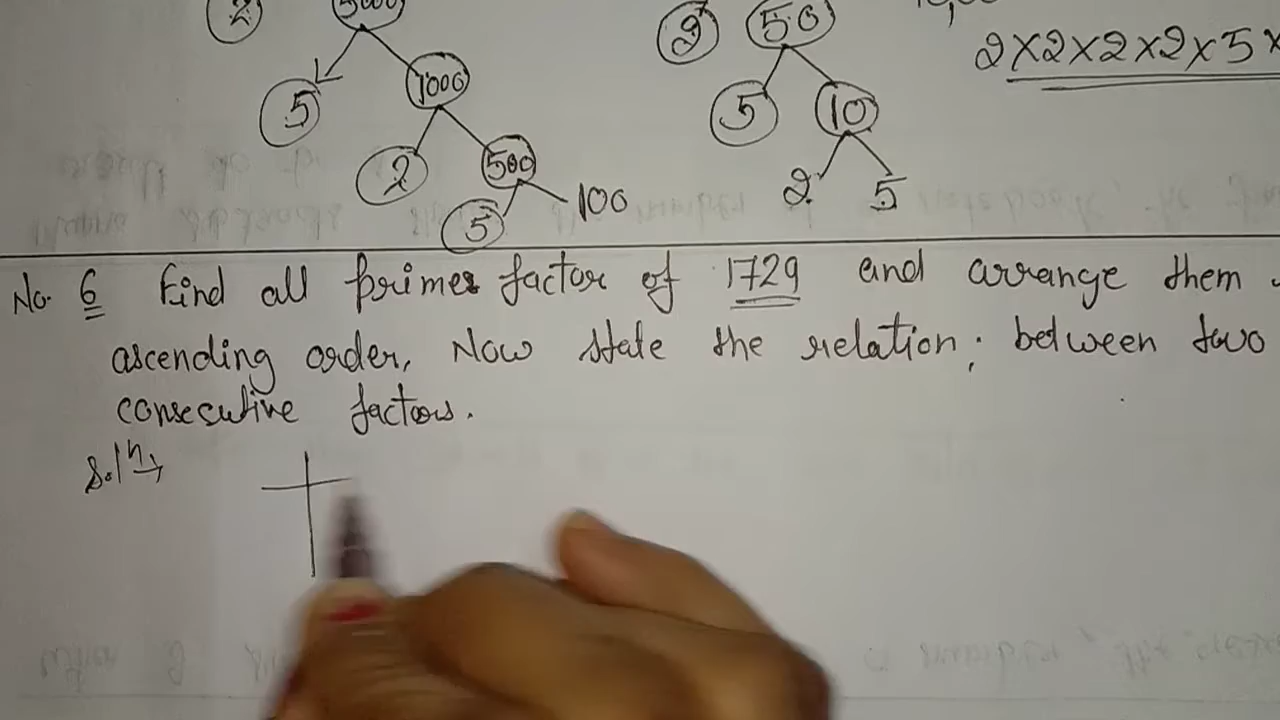 2 5000
2 50
2×2×2×2×5×
5 1000
5 10
2 500
2 5
5 100
No. 6 Find all primes factor of 1729 and arrange them
ascending order, Now state the relation; between two
consecutive factors.
Solⁿ→